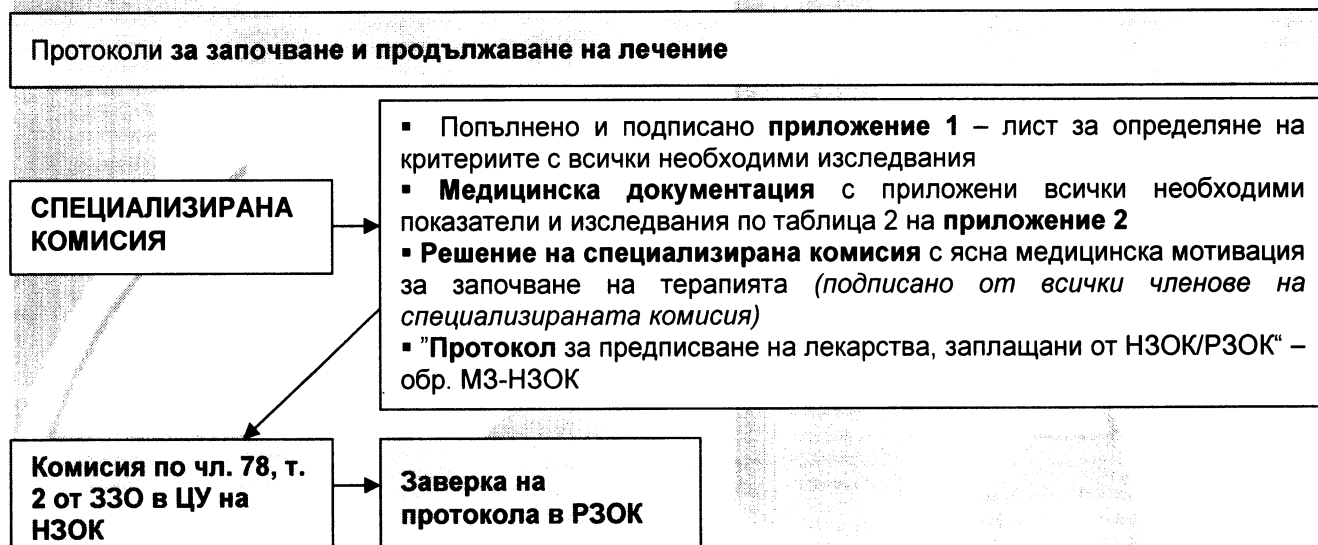 Протоколи за започване и продължаване на лечение
СПЕЦИАЛИЗИРАНА
КОМИСИЯ
▪ Попълнено и подписано приложение 1 – лист за определяне на
критериите с всички необходими изследвания
▪ Медицинска документация с приложени всички необходими
показатели и изследвания по таблица 2 на приложение 2
▪ Решение на специализирана комисия с ясна медицинска мотивация
за започване на терапията (подписано от всички членове на
специализираната комисия)
▪ "Протокол за предписване на лекарства, заплащани от НЗОК/РЗОК“ –
обр. МЗ-НЗОК
Комисия по чл. 78, т.
2 от ЗЗО в ЦУ на
НЗОК
Заверка на
протокола в РЗОК